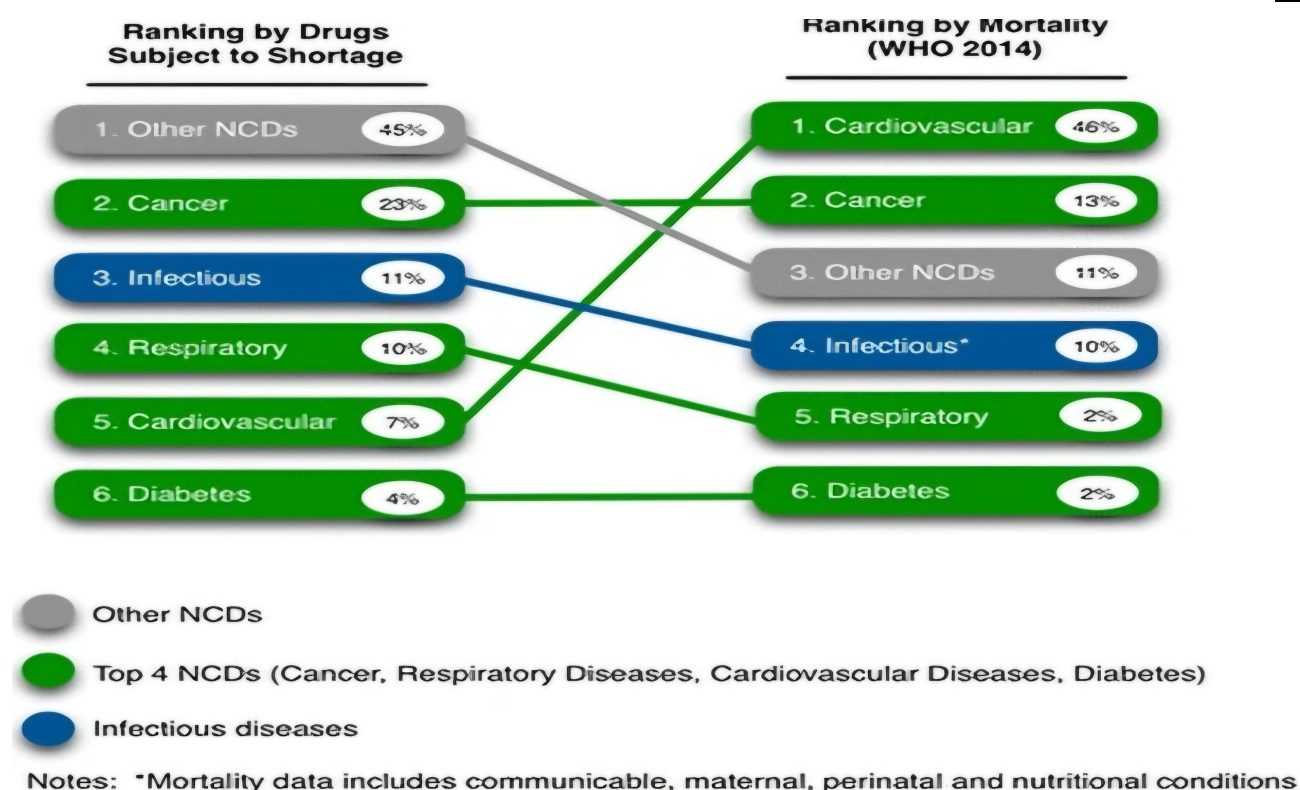 Ranking by Drugs
Subject to Shortage
1. Other NCDs 45%
2. Cancer 23%
3. Infectious 11%
4. Respiratory 10%
5. Cardiovascular 7%
6. Diabetes 4%
Ranking by Mortality
(WHO 2014)
1. Cardiovascular 46%
2. Cancer 13%
3. Other NCDs 11%
4. Infectious* 10%
5. Respiratory 2%
6. Diabetes 2%
Other NCDs
Top 4 NCDs (Cancer, Respiratory Diseases, Cardiovascular Diseases, Diabetes)
Infectious diseases
Notes: *Mortality data includes communicable, maternal, perinatal and nutritional conditions